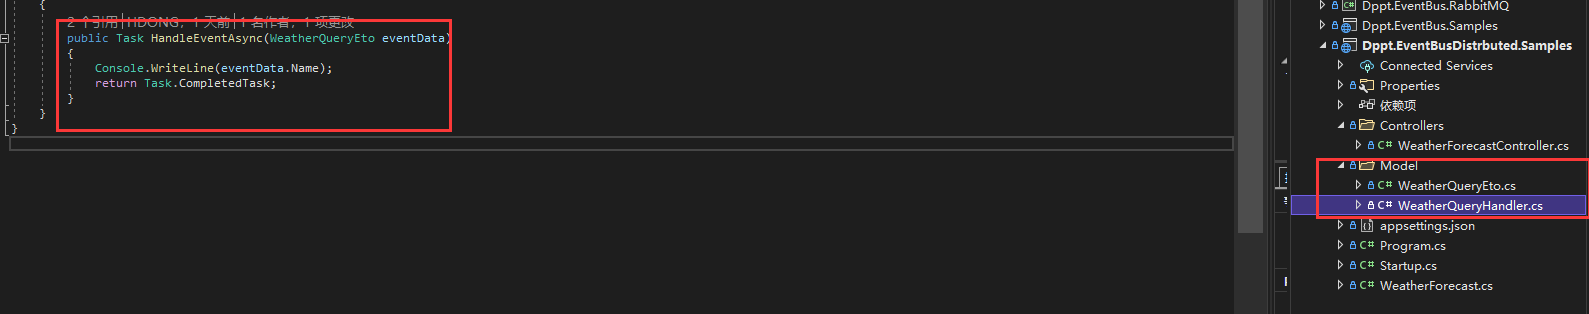 {
2 个引用 | HDONG，1 天前 | 1 名作者，1 项更改
public Task HandleEventAsync(WeatherQueryEto eventData)
{
Console.WriteLine(eventData.Name);
return Task.CompletedTask;
}
}
}
Dppt.EventBus.RabbitMQ
Dppt.EventBus.Samples
Dppt.EventBusDistrbuted.Samples
Connected Services
Properties
依赖项
Controllers
C# WeatherForecastController.cs
Model
C# WeatherQueryEto.cs
C# WeatherQueryHandler.cs
appsettings.json
C# Program.cs
C# Startup.cs
C# WeatherForecast.cs